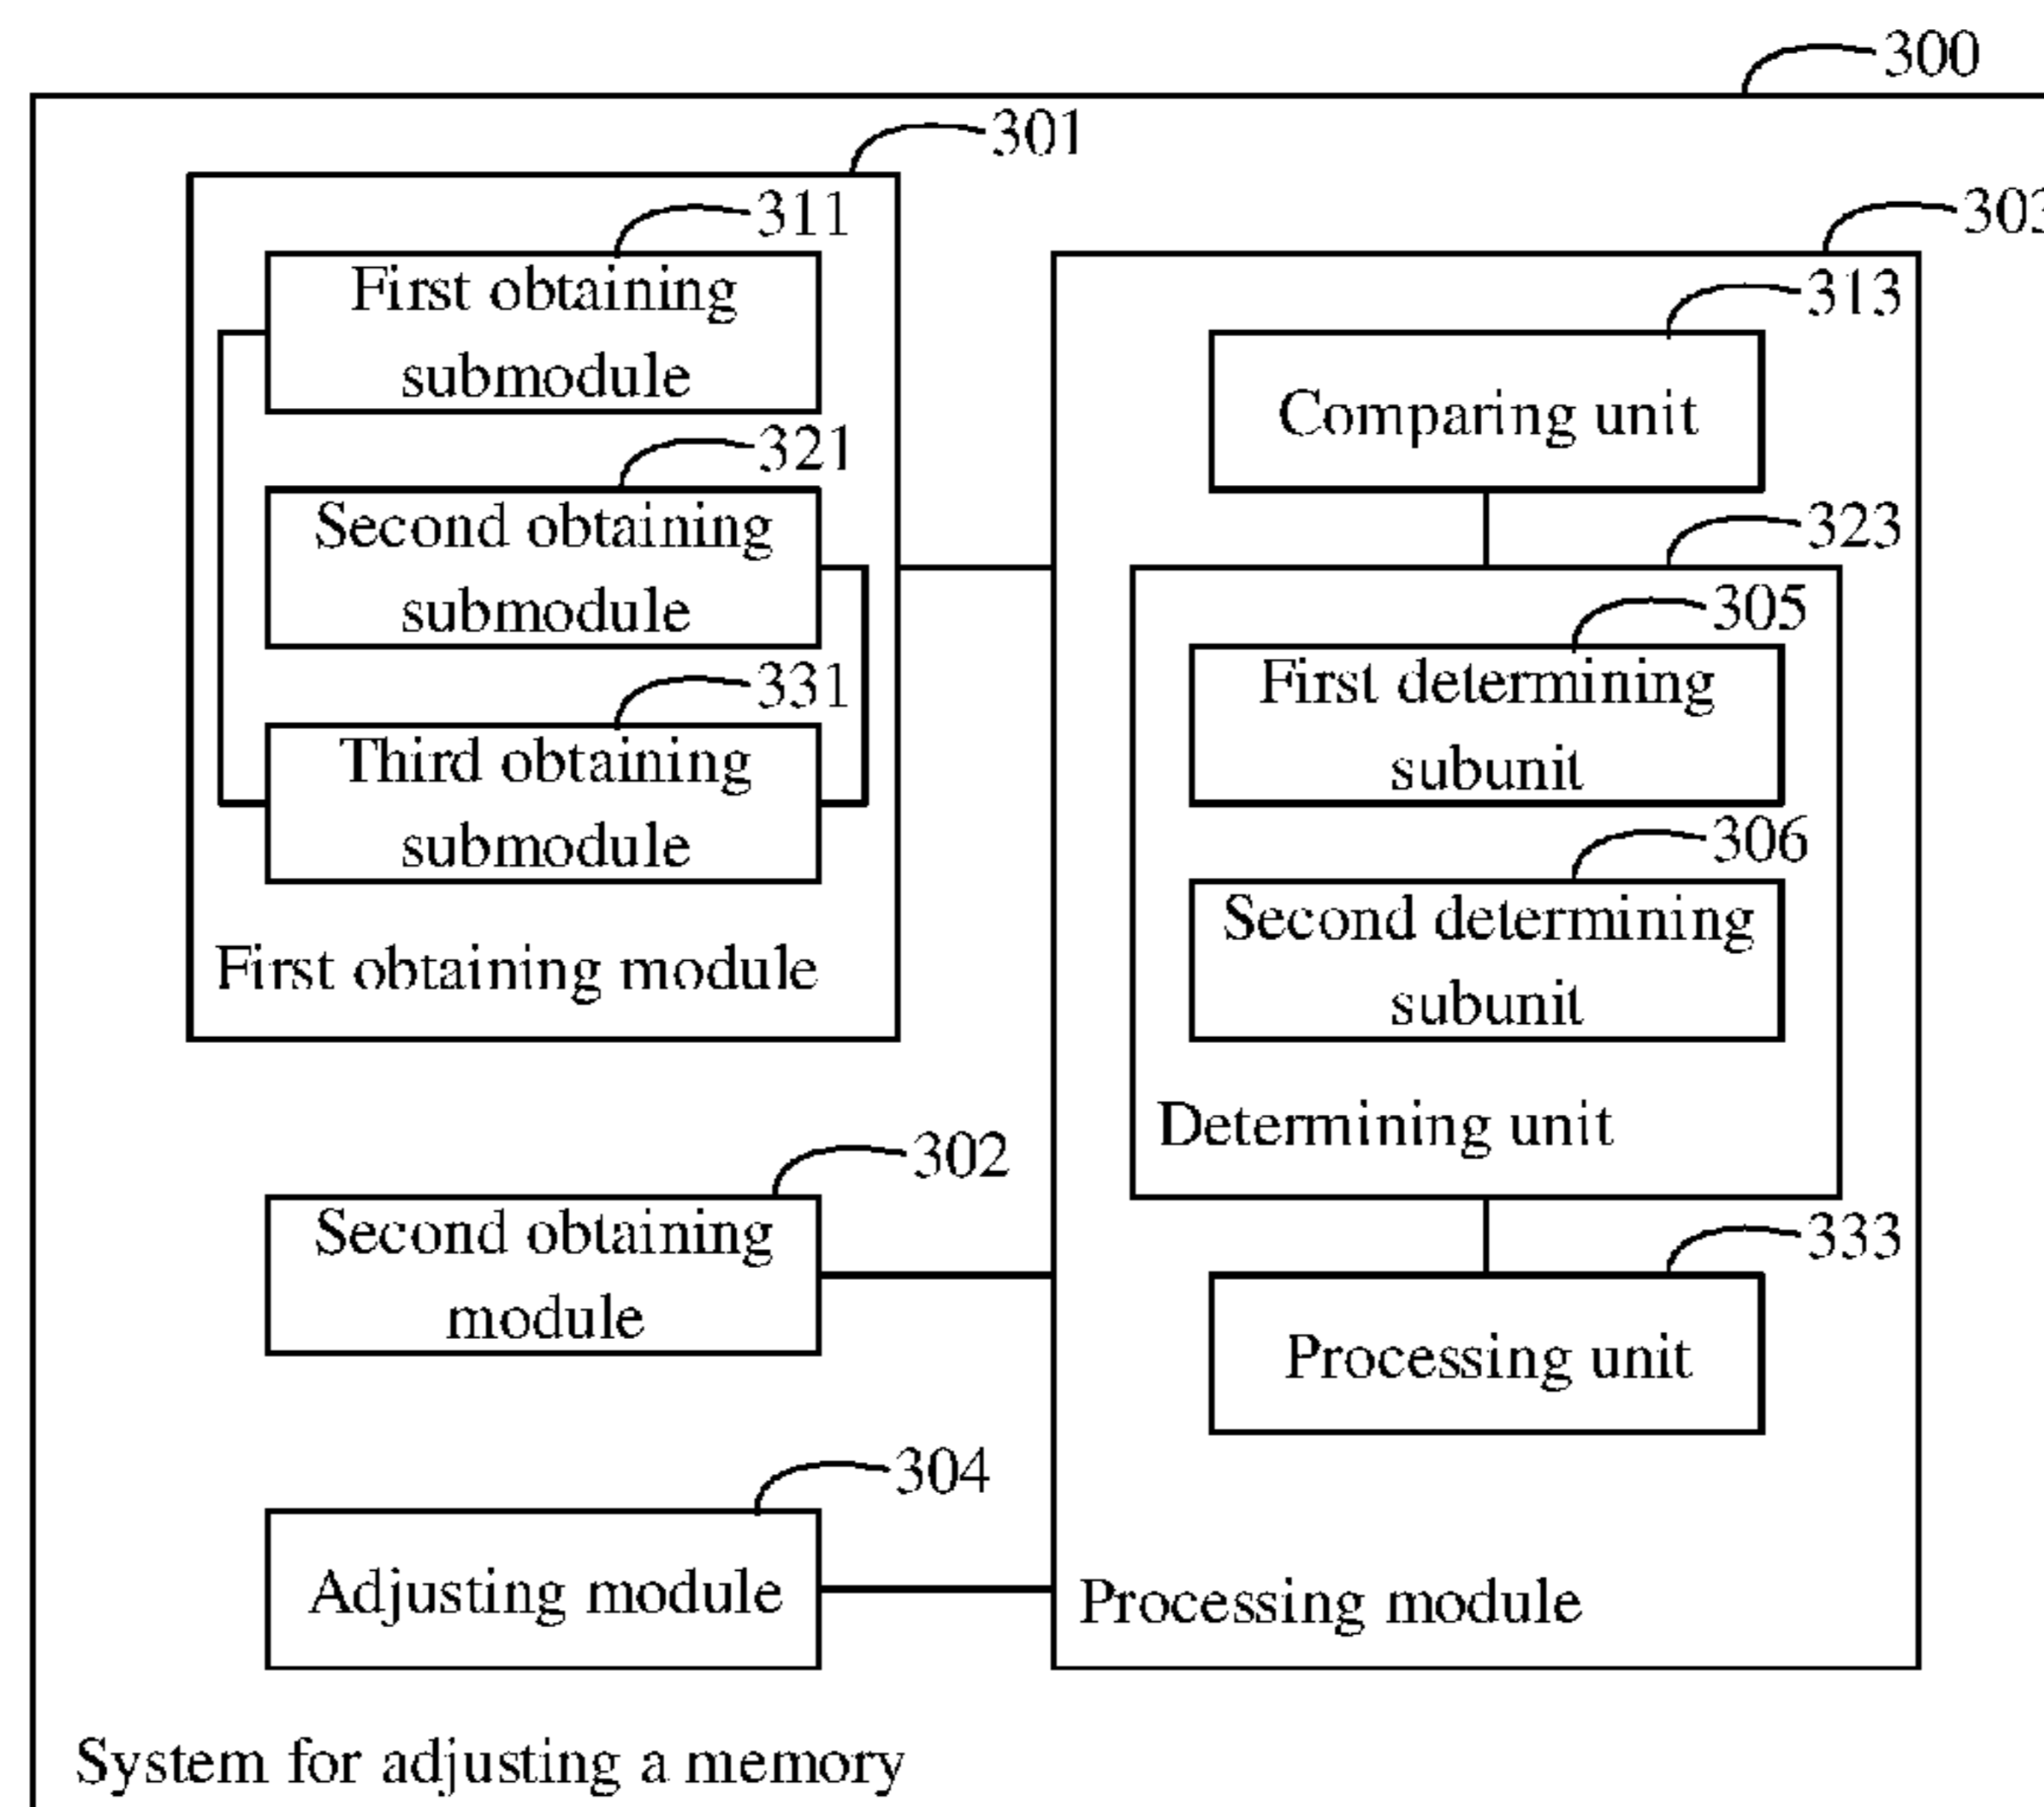 300
301
311
First obtaining
submodule
321
Second obtaining
submodule
331
Third obtaining
submodule
First obtaining module
302
Second obtaining
module
304
Adjusting module
303
313
Comparing unit
323
305
First determining
subunit
306
Second determining
subunit
Determining unit
333
Processing unit
Processing module
System for adjusting a memory